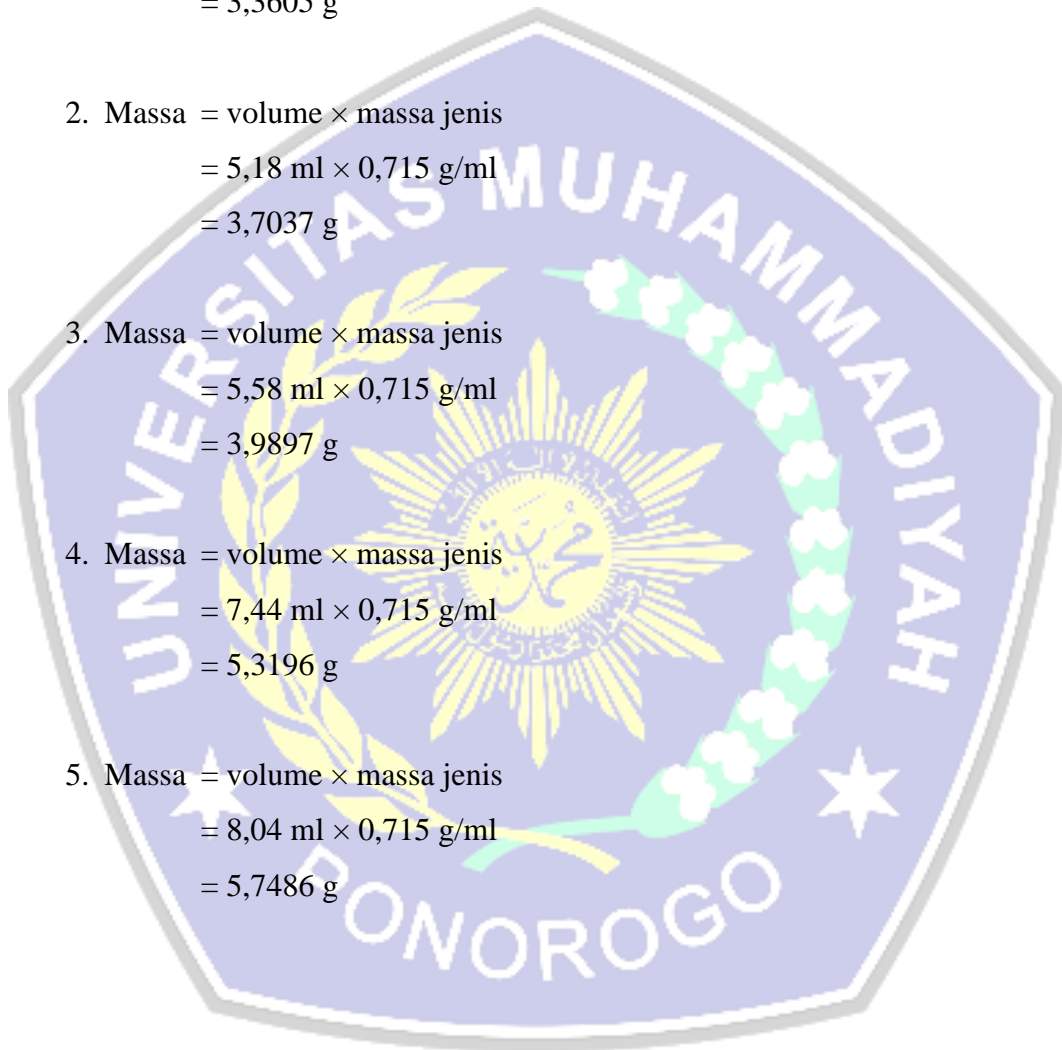 = 3,3605 g
2. Massa = volume × massa jenis
= 5,18 ml × 0,715 g/ml
= 3,7037 g
3. Massa = volume × massa jenis
= 5,58 ml × 0,715 g/ml
= 3,9897 g
4. Massa = volume × massa jenis
= 7,44 ml × 0,715 g/ml
= 5,3196 g
5. Massa = volume × massa jenis
= 8,04 ml × 0,715 g/ml
= 5,7486 g
UNIVERSITAS MUHAMMADIYAH
PONOROGO